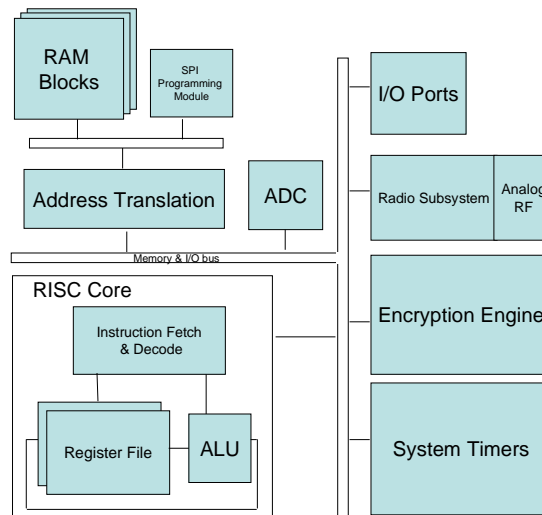 RAM
Blocks
SPI
Programming
Module
I/O Ports
Address Translation
ADC
Radio Subsystem
Analog
RF
Memory & I/O bus
RISC Core
Instruction Fetch
& Decode
Encryption Engine
Register File
ALU
System Timers